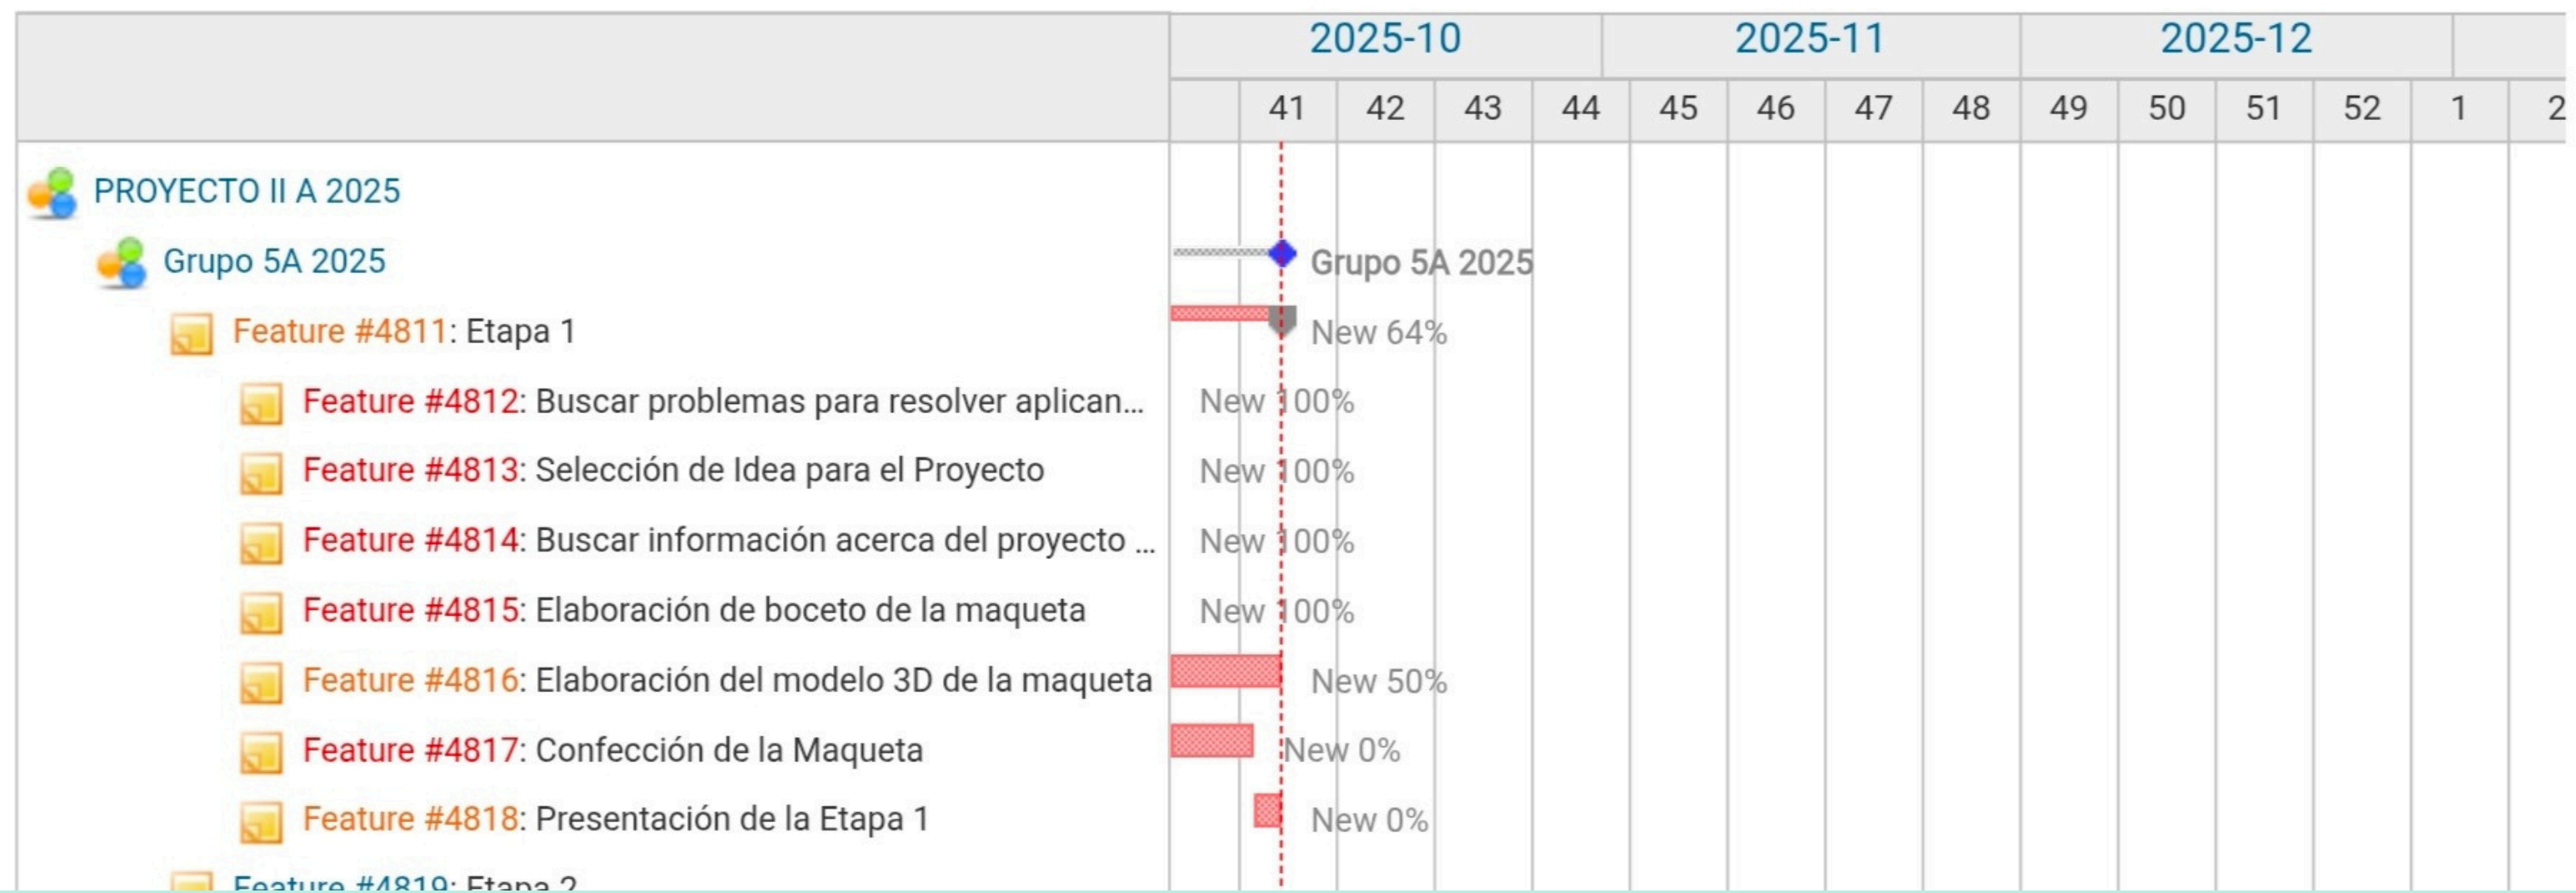 2025-10 2025-11 2025-12
41 42 43 44 45 46 47 48 49 50 51 52 1 2
PROYECTO II A 2025
Grupo 5A 2025 Grupo 5A 2025
Feature #4811: Etapa 1 New 64%
Feature #4812: Buscar problemas para resolver aplican... New 100%
Feature #4813: Selección de Idea para el Proyecto New 100%
Feature #4814: Buscar información acerca del proyecto ... New 100%
Feature #4815: Elaboración de boceto de la maqueta New 100%
Feature #4816: Elaboración del modelo 3D de la maqueta New 50%
Feature #4817: Confección de la Maqueta New 0%
Feature #4818: Presentación de la Etapa 1 New 0%
Feature #4819: Etapa 2